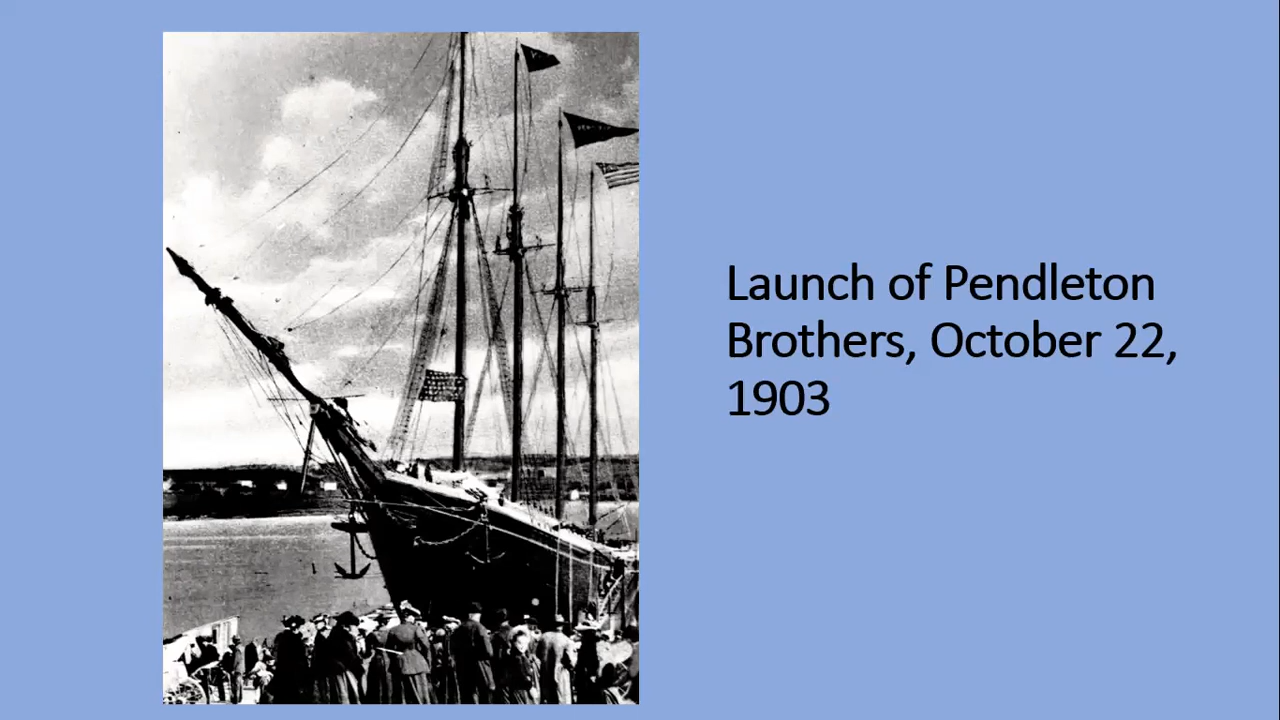 Launch of Pendleton
Brothers, October 22,
1903